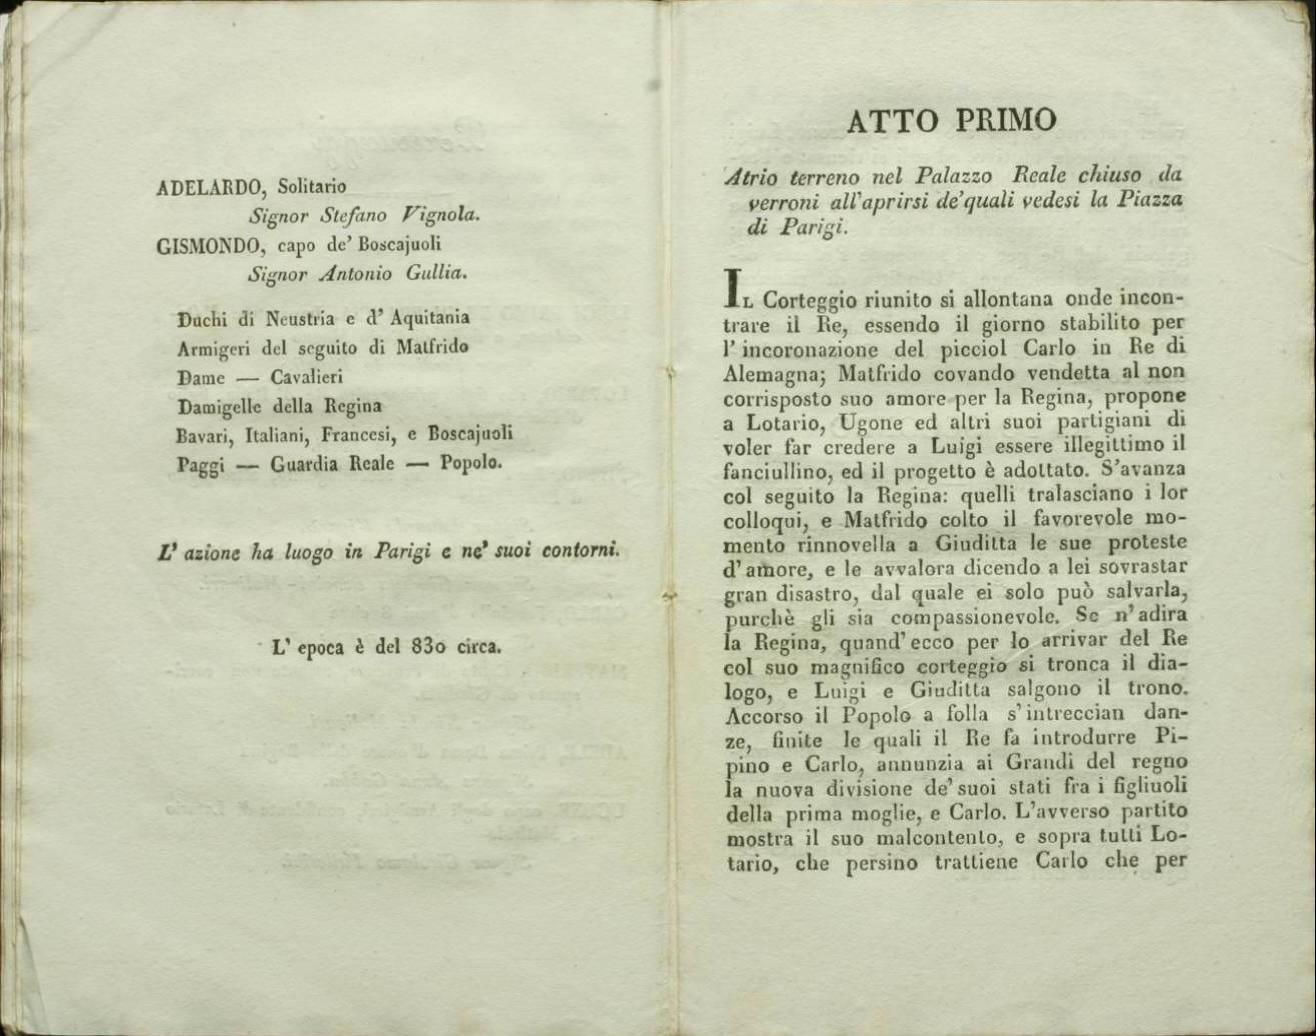 ADELARDO, Solitario
Signor Stefano Vignola.
GISMONDO, capo de' Boscajuoli
Signor Antonio Gullia.
Duchi di Neustria e d' Aquitania
Armigeri del seguito di Matfrido
Dame — Cavalieri
Damigelle della Regina
Bavari, Italiani, Francesi, e Boscajuoli
Paggi — Guardia Reale — Popolo.
L' azione ha luogo in Parigi e ne' suoi contorni.
L' epoca è del 830 circa.
ATTO PRIMO
Atrio terreno nel Palazzo Reale chiuso da
verroni all'aprirsi de'quali vedesi la Piazza
di Parigi.
IL Corteggio riunito si allontana onde incon-
trare il Re, essendo il giorno stabilito per
l' incoronazione del picciol Carlo in Re di
Alemagna; Matfrido covando vendetta al non
corrisposto suo amore per la Regina, propone
a Lotario, Ugone ed altri suoi partigiani di
voler far credere a Luigi essere illegittimo il
fanciullino, ed il progetto è adottato. S'avanza
col seguito la Regina: quelli tralasciano i lor
colloqui, e Matfrido colto il favorevole mo-
mento rinnovella a Giuditta le sue proteste
d'amore, e le avvalora dicendo a lei sovrastar
gran disastro, dal quale ei solo può salvarla,
purchè gli sia compassionevole. Se n'adira
la Regina, quand'ecco per lo arrivar del Re
col suo magnifico corteggio si tronca il dia-
logo, e Luigi e Giuditta salgono il trono.
Accorso il Popolo a folla s'intreccian dan-
ze, finite le quali il Re fa introdurre Pi-
pino e Carlo, annunzia ai Grandi del regno
la nuova divisione de'suoi stati fra i figliuoli
della prima moglie, e Carlo. L'avverso partito
mostra il suo malcontento, e sopra tutti Lo-
tario, che persino trattiene Carlo che per